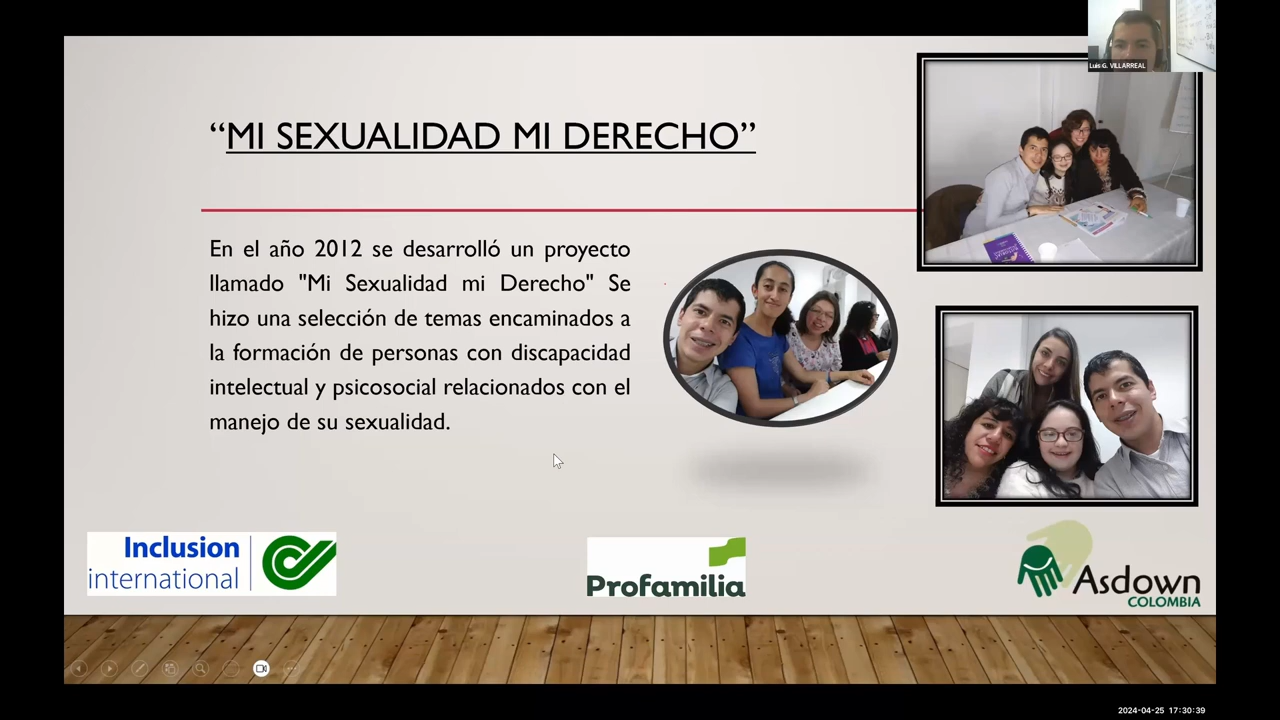 Luis G. VILLARREAL
“MI SEXUALIDAD MI DERECHO”
En el año 2012 se desarrolló un proyecto
llamado "Mi Sexualidad mi Derecho" Se
hizo una selección de temas encaminados a
la formación de personas con discapacidad
intelectual y psicosocial relacionados con el
manejo de su sexualidad.
Inclusion
international
Profamilia
Asdown
COLOMBIA
2024-04-25 17:30:39